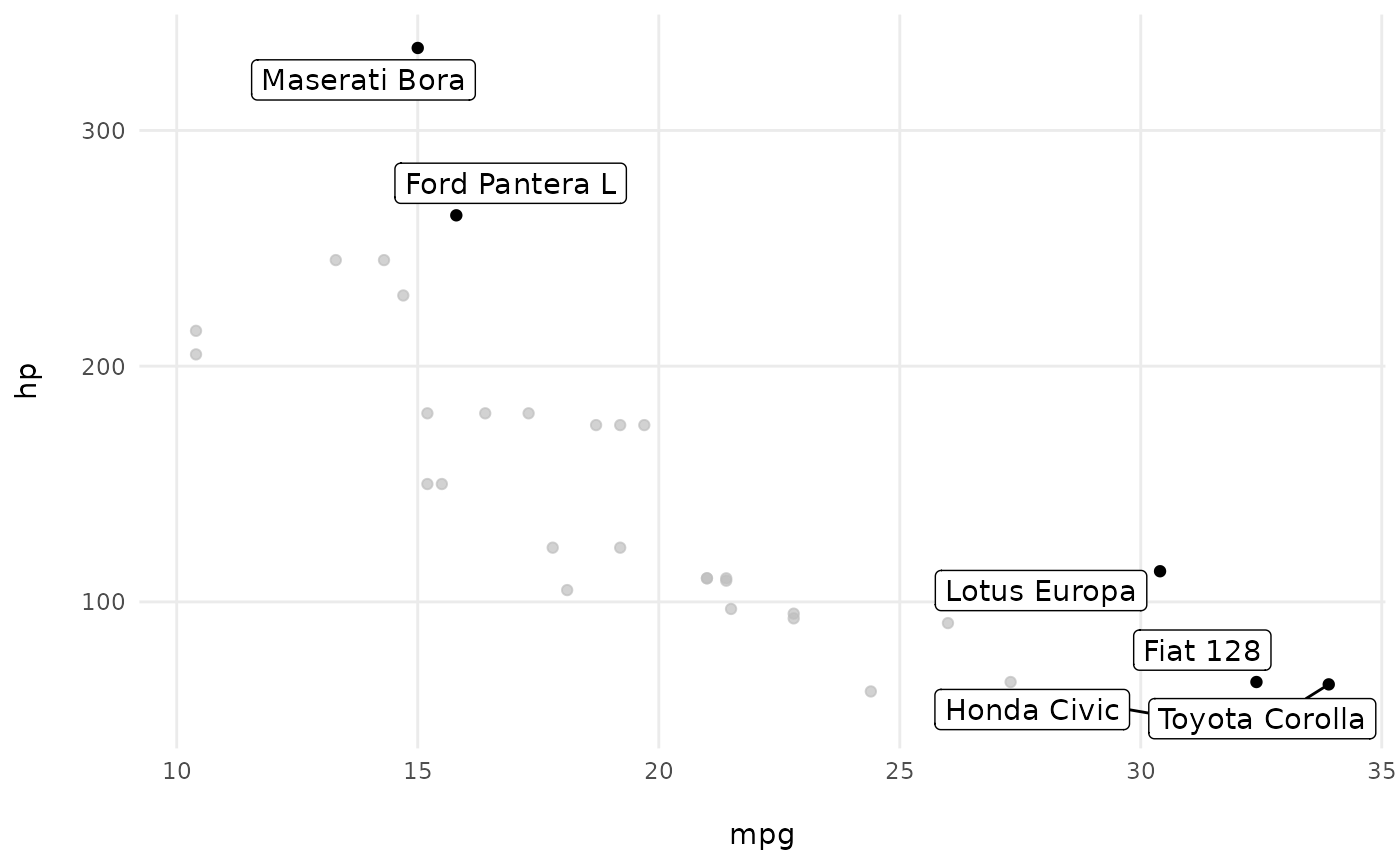 Maserati Bora
300
Ford Pantera L
hp
200
Lotus Europa
100
Fiat 128
Honda Civic
Toyota Corolla
10 15 20 25 30 35
mpg